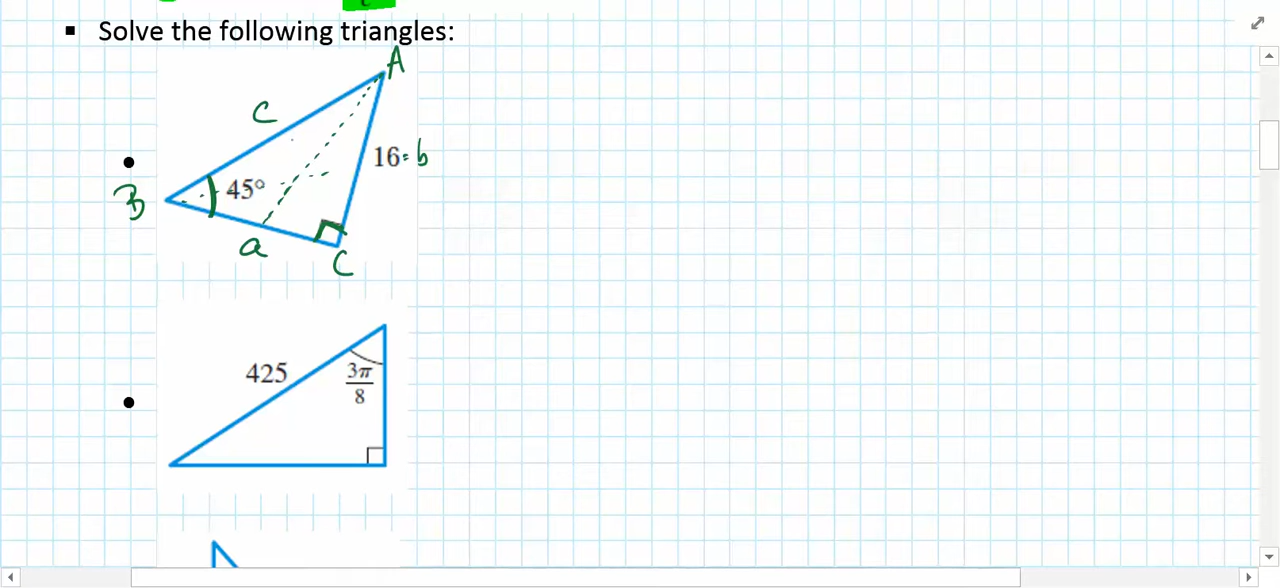 ▪ Solve the following triangles:
A
c
16 = b
45°
B
a
C
425
3π
8